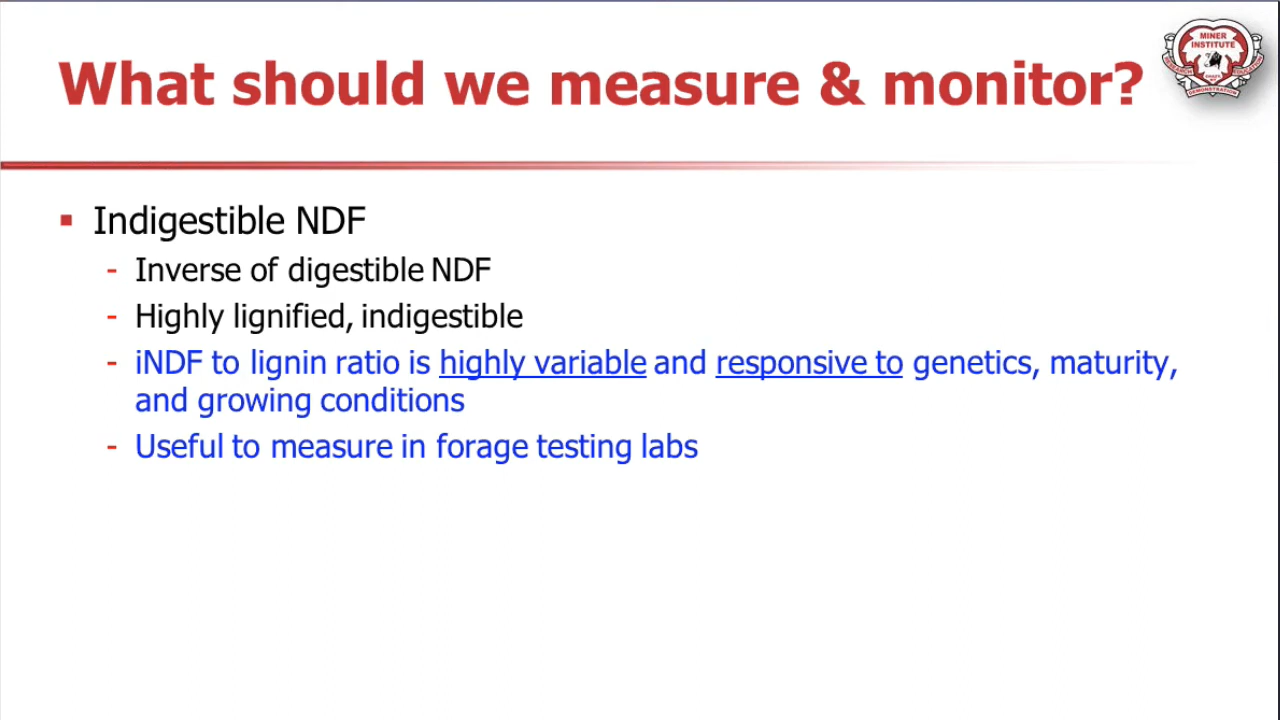 What should we measure & monitor?
MINER
INSTITUTE
DEMONSTRATION
▪ Indigestible NDF
- Inverse of digestible NDF
- Highly lignified, indigestible
- iNDF to lignin ratio is highly variable and responsive to genetics, maturity,
and growing conditions
- Useful to measure in forage testing labs